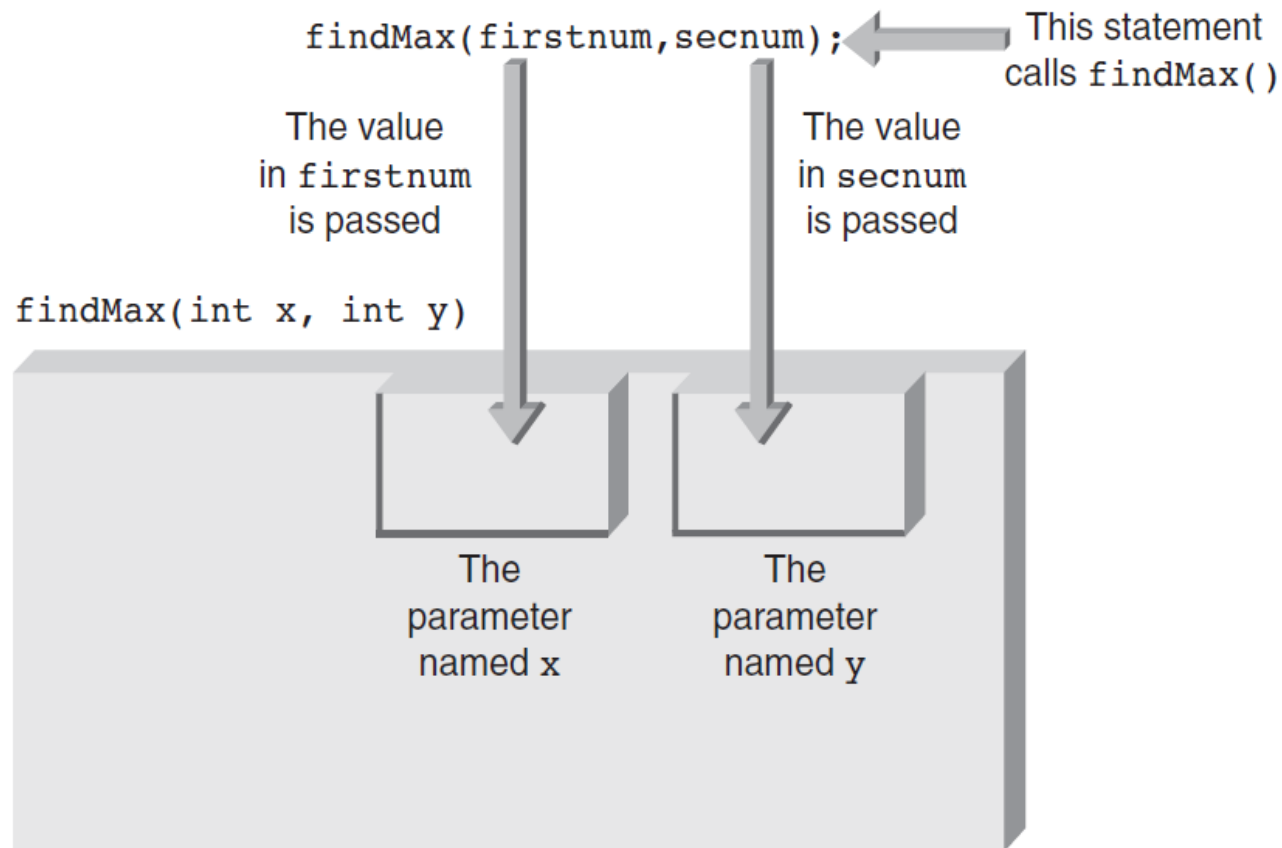 findMax(firstnum,secnum);
This statement
calls findMax()
The value
in firstnum
is passed
The value
in secnum
is passed
findMax(int x, int y)
The
parameter
named x
The
parameter
named y